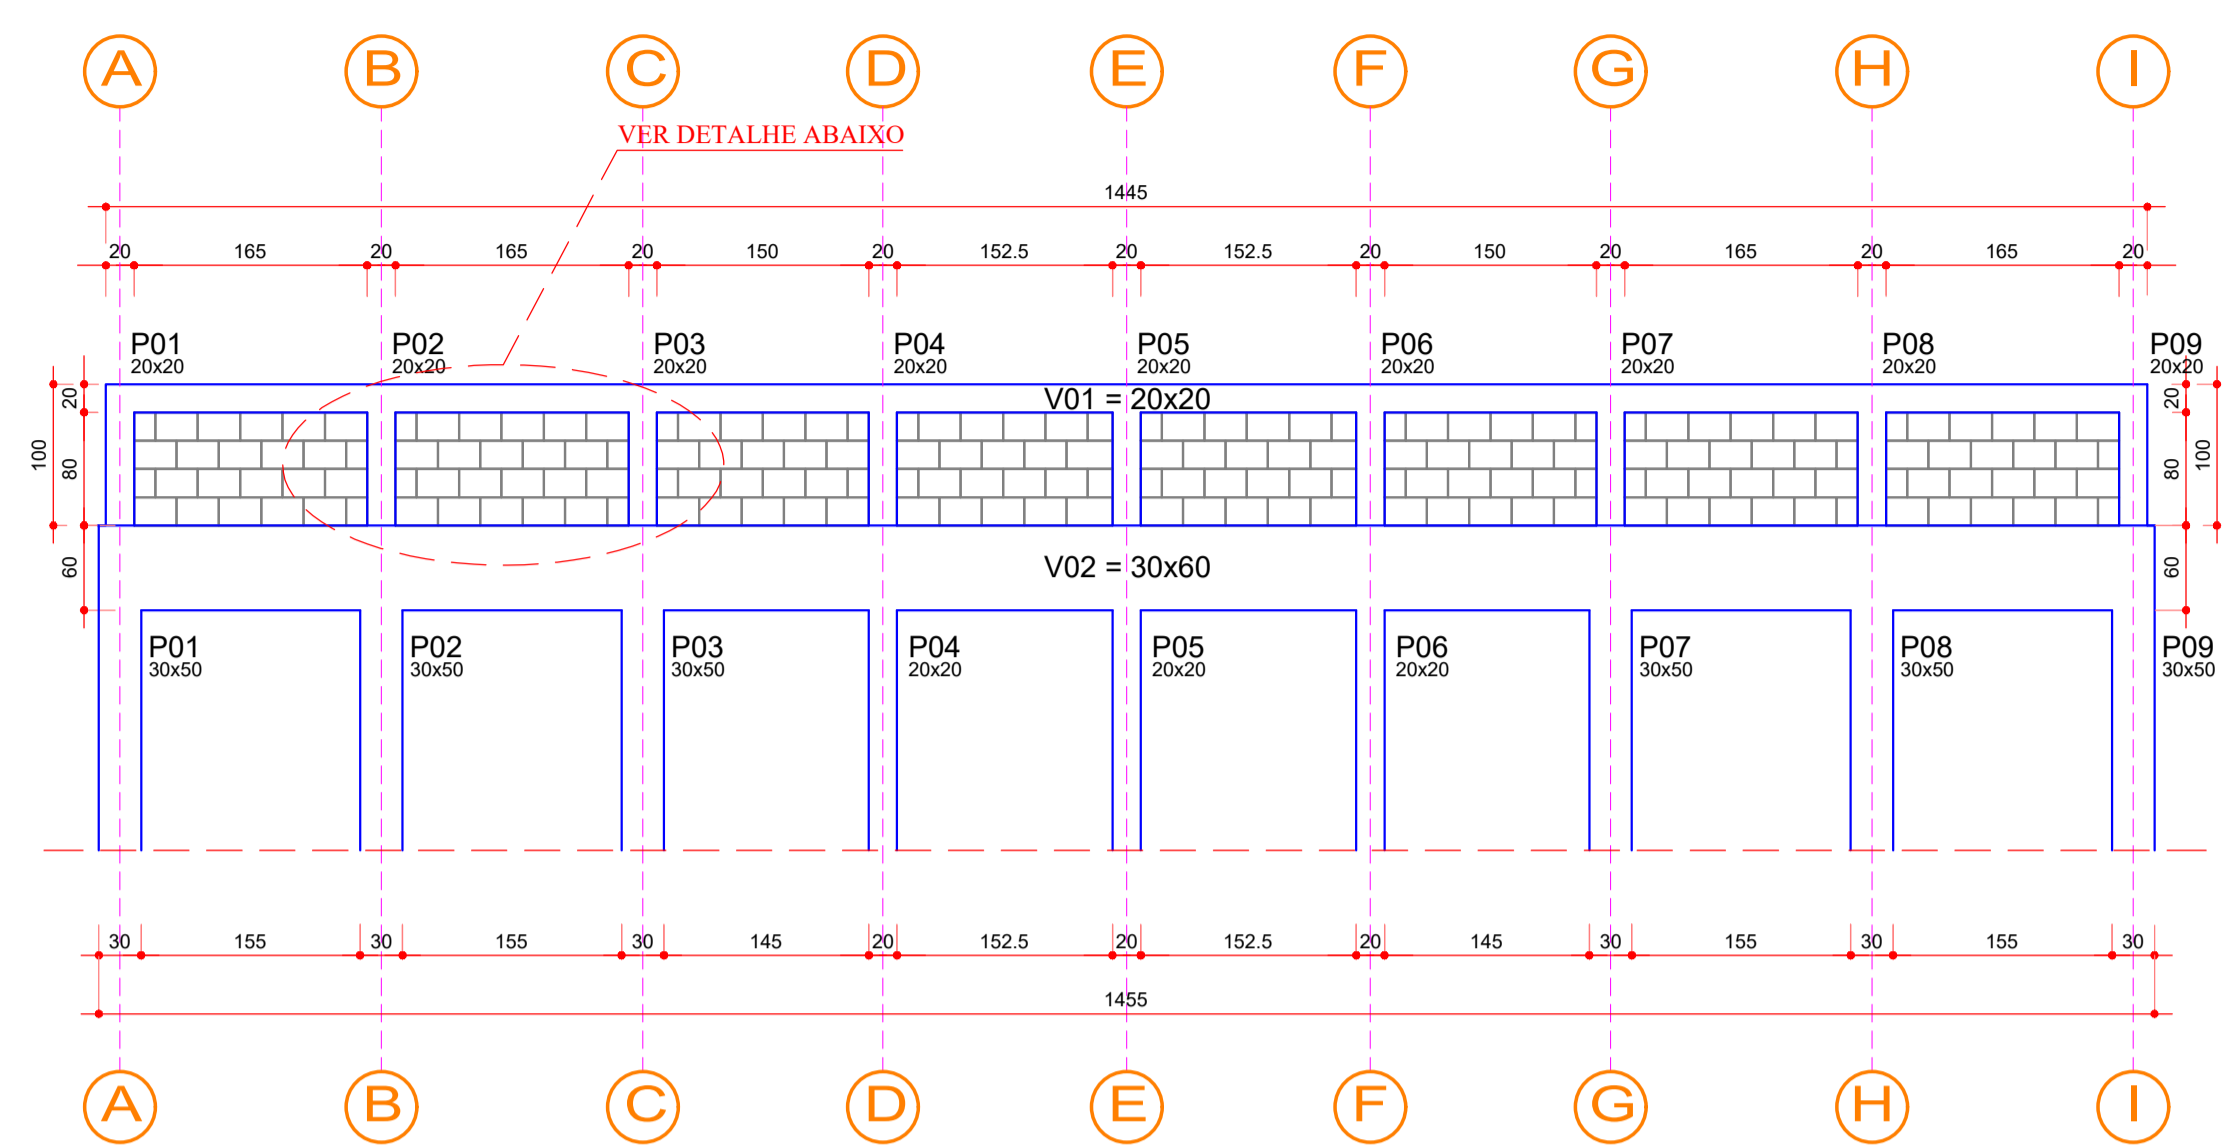 A B C D E F G H I
VER DETALHE ABAIXO
1445
20 165 20 165 20 150 20 152.5 20 152.5 20 150 20 165 20 165 20
P01 P02 P03 P04 P05 P06 P07 P08 P09
20x20 20x20 20x20 20x20 20x20 20x20 20x20 20x20 20x20
20 V01 = 20x20 20
100 80 80 100
60 V02 = 30x60 60
P01 P02 P03 P04 P05 P06 P07 P08 P09
30x50 30x50 30x50 20x20 20x20 20x20 30x50 30x50 30x50
30 155 30 155 30 145 20 152.5 20 152.5 20 145 30 155 30 155 30
1455
A B C D E F G H I